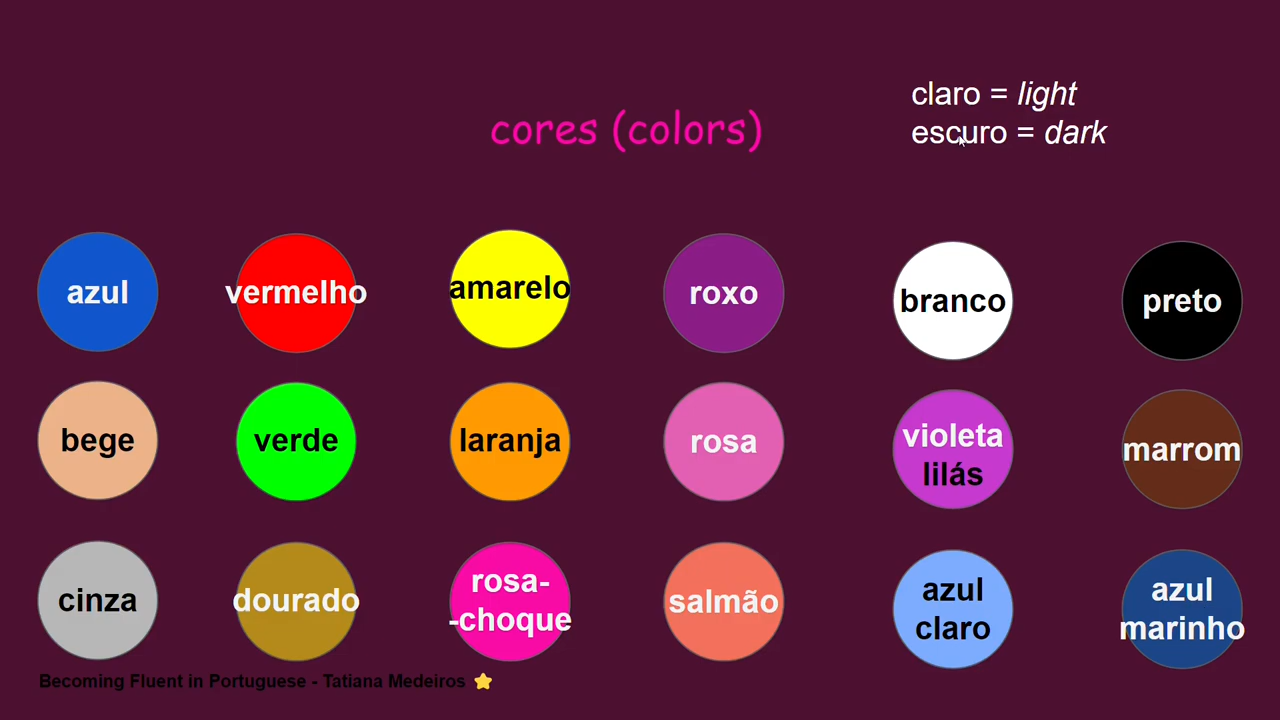 claro = light
cores (colors)
escuro = dark
azul
vermelho
amarelo
roxo
branco
preto
bege
verde
laranja
rosa
violeta
lilás
marrom
cinza
dourado
rosa-
-choque
salmão
azul
claro
azul
marinho
Becoming Fluent in Portuguese - Tatiana Medeiros